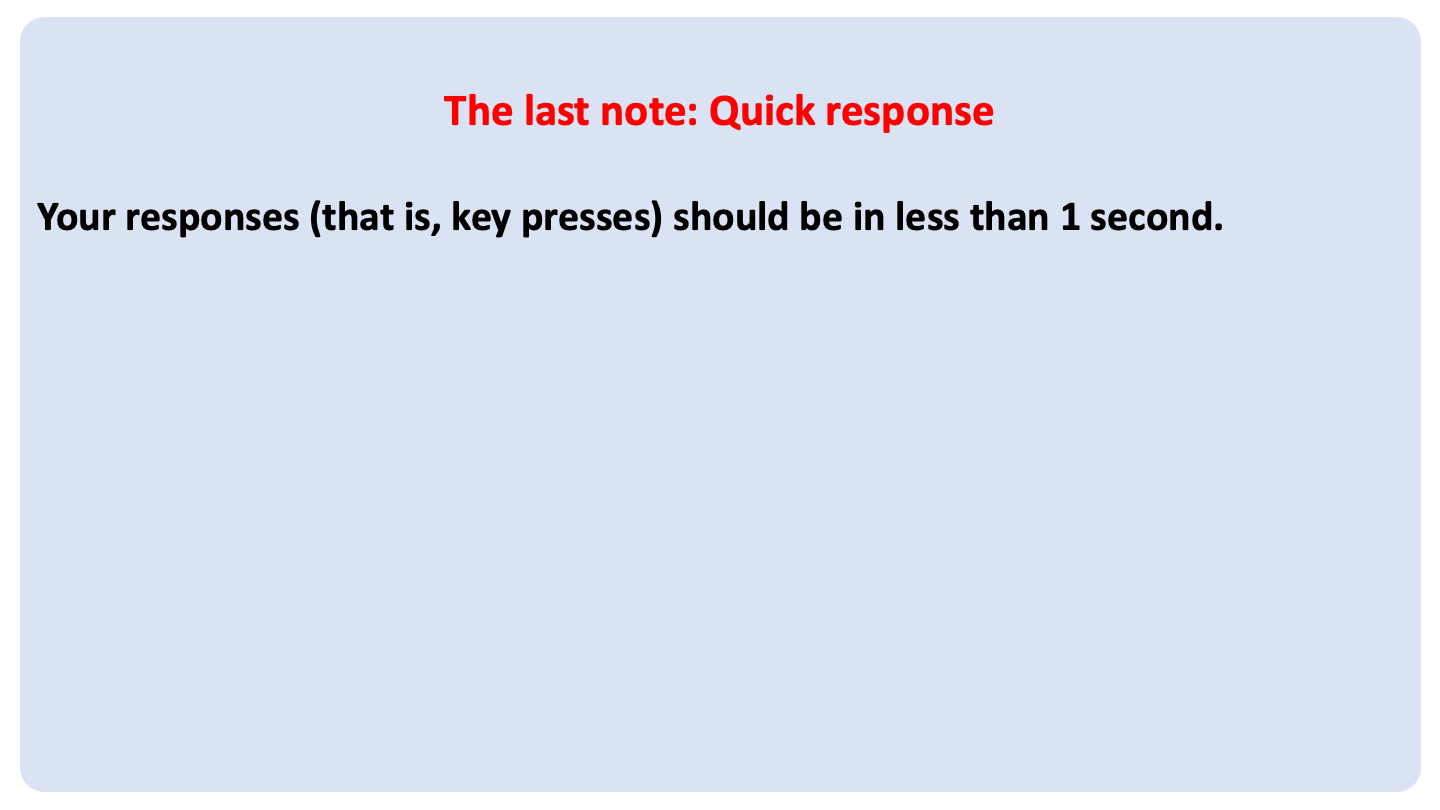 The last note: Quick response
Your responses (that is, key presses) should be in less than 1 second.